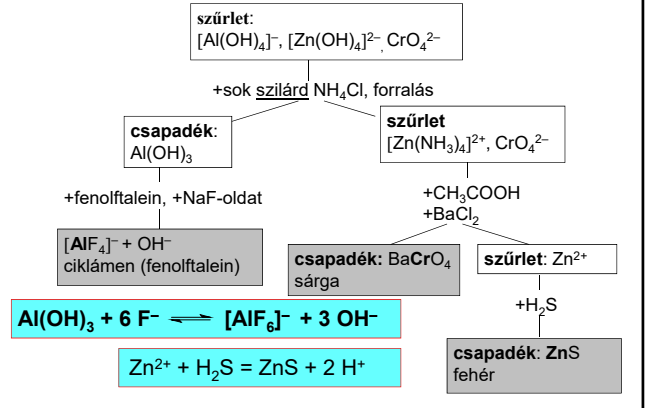 szűrlet:
[Al(OH)₄]⁻, [Zn(OH)₄]²⁻, CrO₄²⁻
+sok szilárd NH₄Cl, forralás
csapadék:
Al(OH)₃
szűrlet
[Zn(NH₃)₄]²⁺, CrO₄²⁻
+fenolftalein, +NaF-oldat
+CH₃COOH
+BaCl₂
[AlF₄]⁻ + OH⁻
ciklámen (fenolftalein)
csapadék: BaCrO₄
sárga
szűrlet: Zn²⁺
+H₂S
Al(OH)₃ + 6 F⁻ ⇌ [AlF₆]⁻ + 3 OH⁻
Zn²⁺ + H₂S = ZnS + 2 H⁺
csapadék: ZnS
fehér